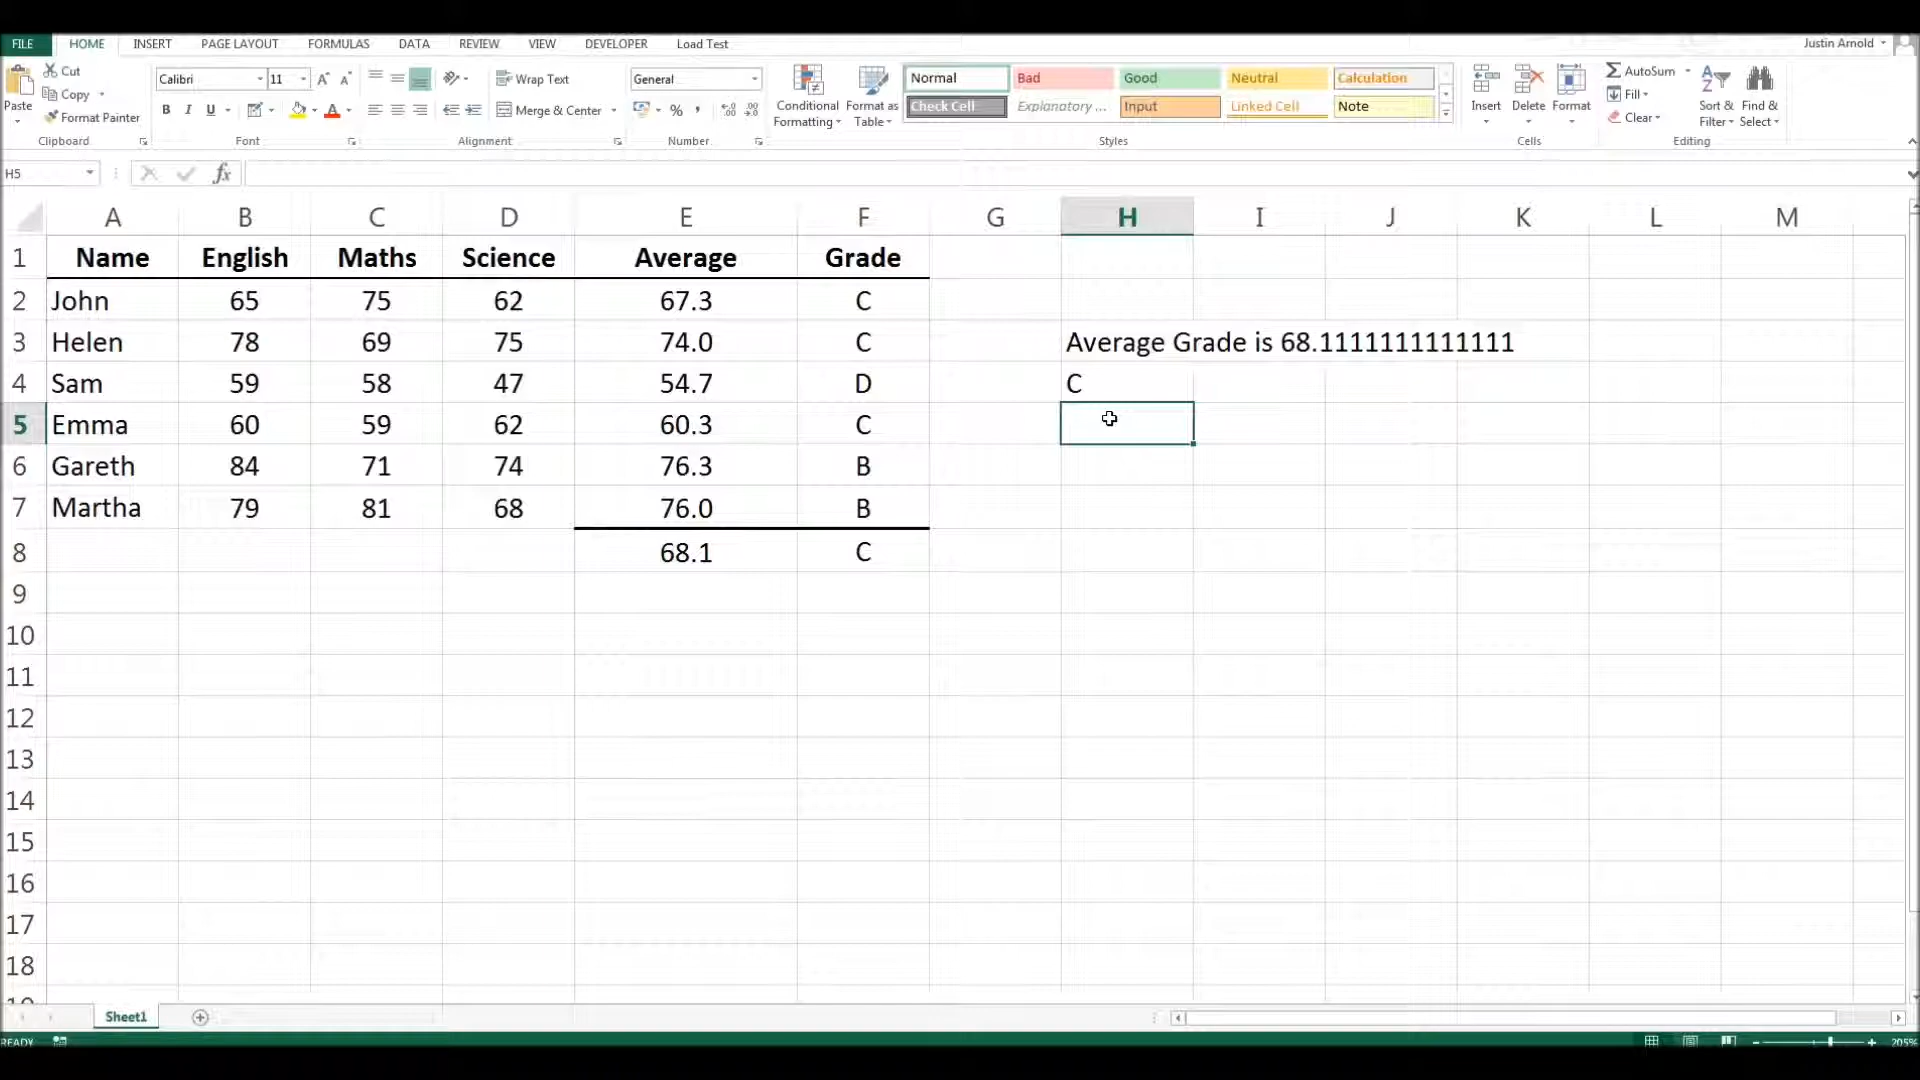 FILE HOME INSERT PAGE LAYOUT FORMULAS DATA REVIEW VIEW DEVELOPER Load Test Justin Arnold
Paste
Cut
Copy
Format Painter
Clipboard
Calibri 11
B I U
Font
Wrap Text
Merge & Center
Alignment
General
%
Number
Conditional Formatting
Format as Table
Normal Bad Good Neutral Calculation
Check Cell Explanatory ... Input Linked Cell Note
Styles
Insert Delete Format
Cells
AutoSum
Fill
Clear
Sort & Filter
Find & Select
Editing
H5 fx
A B C D E F G H I J K L M
1 Name English Maths Science Average Grade
2 John 65 75 62 67.3 C
3 Helen 78 69 75 74.0 C Average Grade is 68.1111111111111
4 Sam 59 58 47 54.7 D C
5 Emma 60 59 62 60.3 C
6 Gareth 84 71 74 76.3 B
7 Martha 79 81 68 76.0 B
8 68.1 C
9
10
11
12
13
14
15
16
17
18
Sheet1
READY 205%